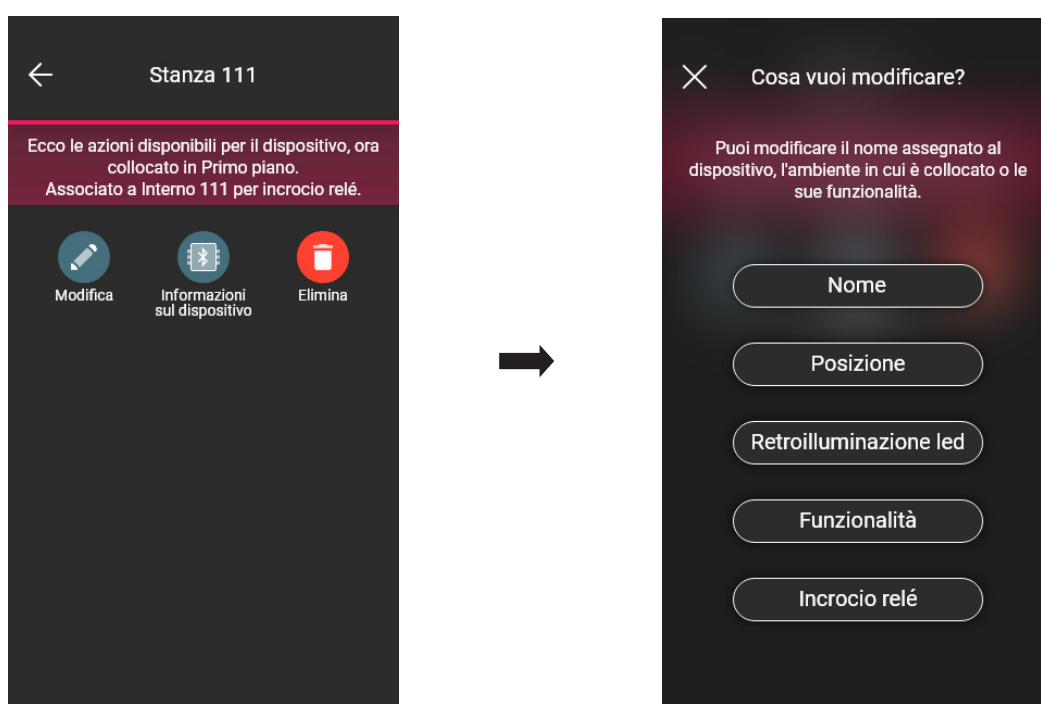 Stanza 111
Ecco le azioni disponibili per il dispositivo, ora
collocato in Primo piano.
Associato a Interno 111 per incrocio relé.
Modifica
Informazioni
sul dispositivo
Elimina
Cosa vuoi modificare?
Puoi modificare il nome assegnato al
dispositivo, l'ambiente in cui è collocato o le
sue funzionalità.
Nome
Posizione
Retroilluminazione led
Funzionalità
Incrocio relé